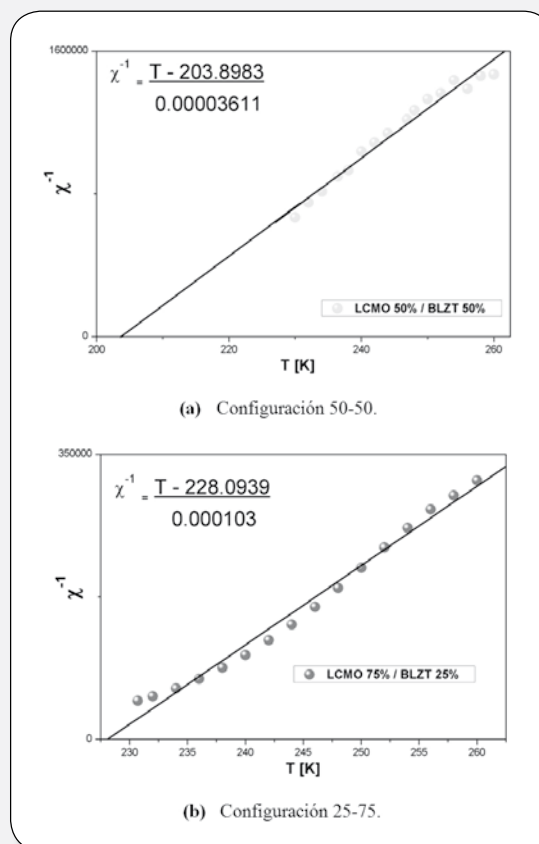 1600000
χ⁻¹ = T - 203.8983
0.00003611
χ⁻¹
LCMO 50% / BLZT 50%
0
200 220 240 260
T [K]
(a) Configuración 50-50.
350000
χ⁻¹ = T - 228.0939
0.000103
χ⁻¹
LCMO 75% / BLZT 25%
0
230 235 240 245 250 255 260
T [K]
(b) Configuración 25-75.